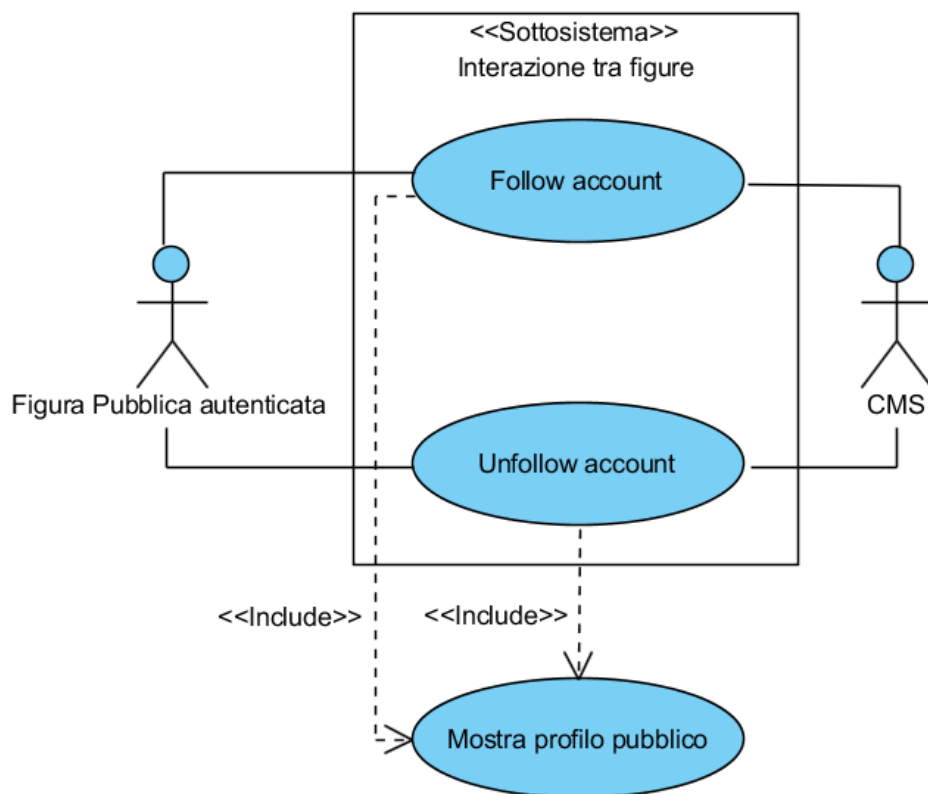 <<Sottosistema>>
Interazione tra figure
Follow account
Figura Pubblica autenticata
CMS
Unfollow account
<<Include>>
<<Include>>
Mostra profilo pubblico